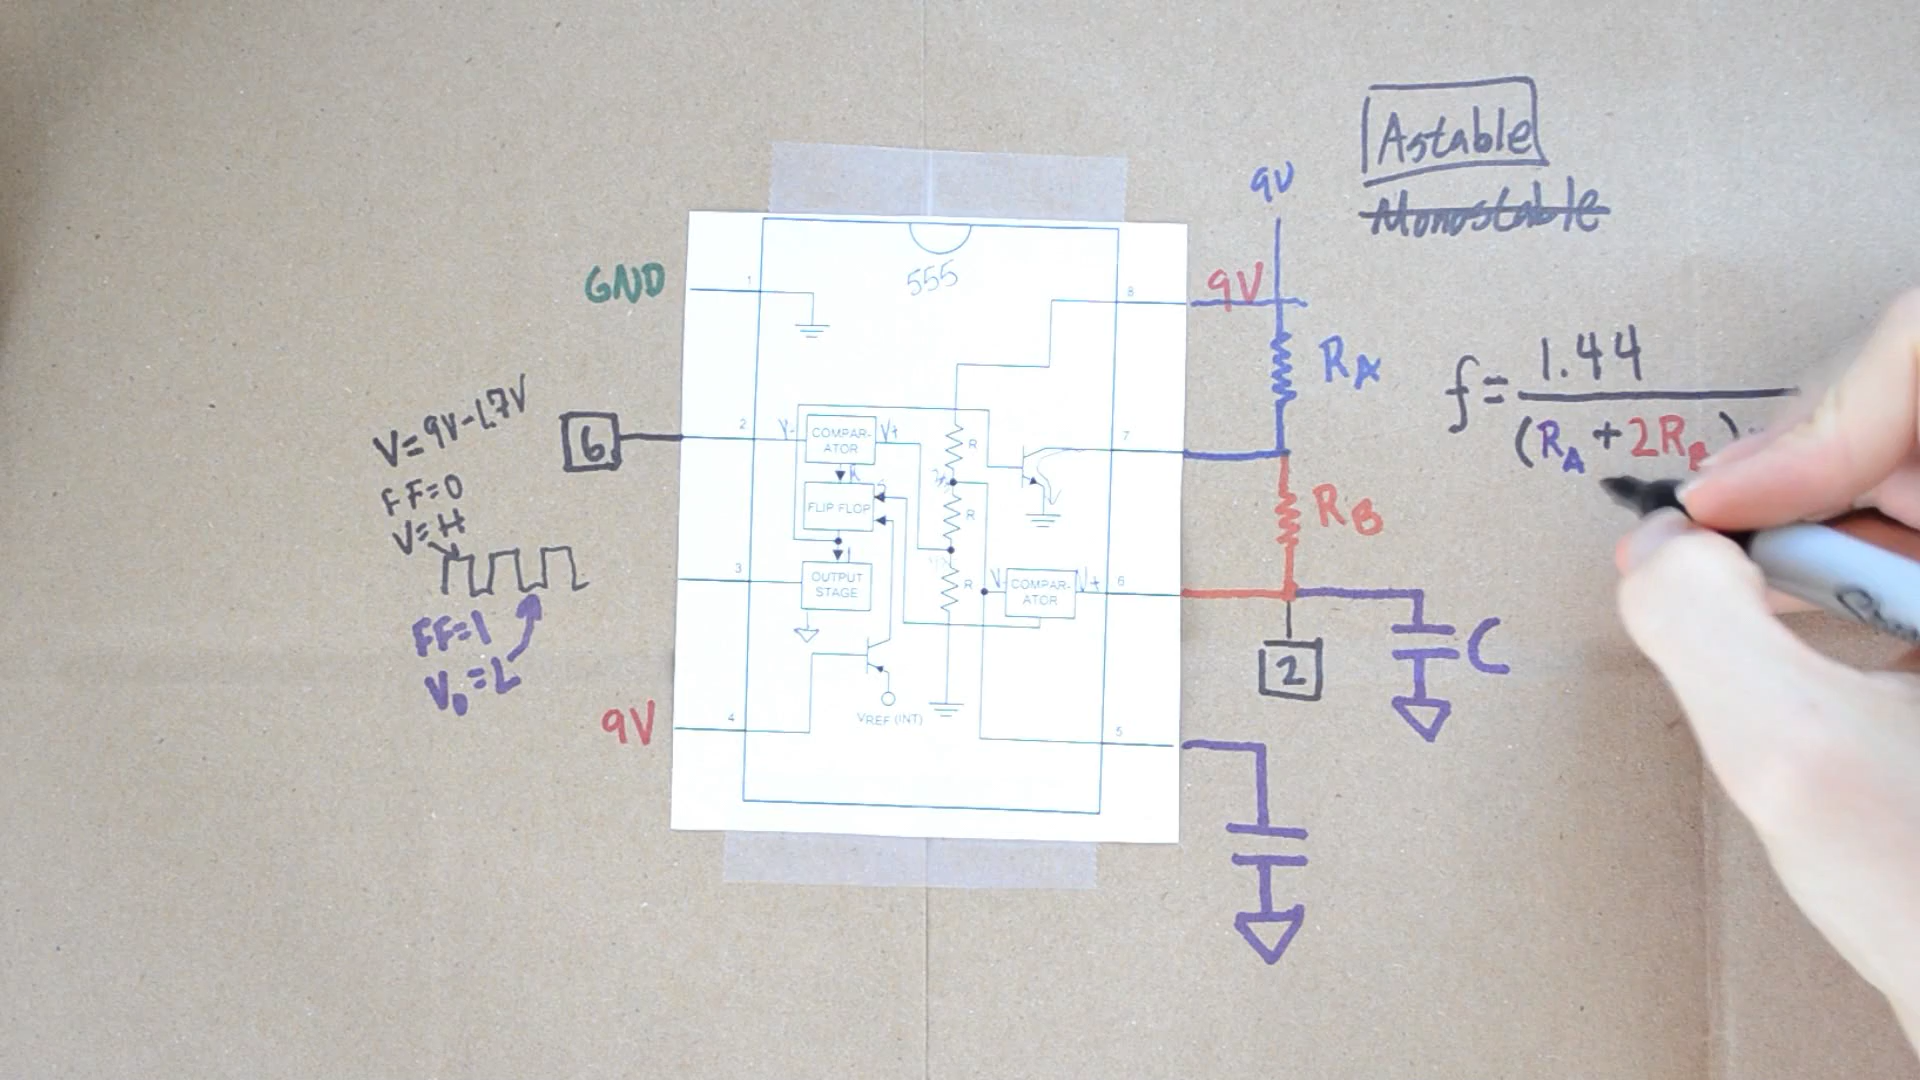 Astable
Monostable
9V
GND
1
555
8
9V
RA
f = 1.44
(RA + 2RB)
V=9V-1.7V
FF=0
V=H
6
2
V-
COMPAR-
ATOR
V+
R
7
R
FLIP FLOP
S
R
RB
3
OUTPUT
STAGE
R
V-
COMPAR-
ATOR
V+
6
FF=1
Vo=L
2
C
9V
4
VREF (INT)
5